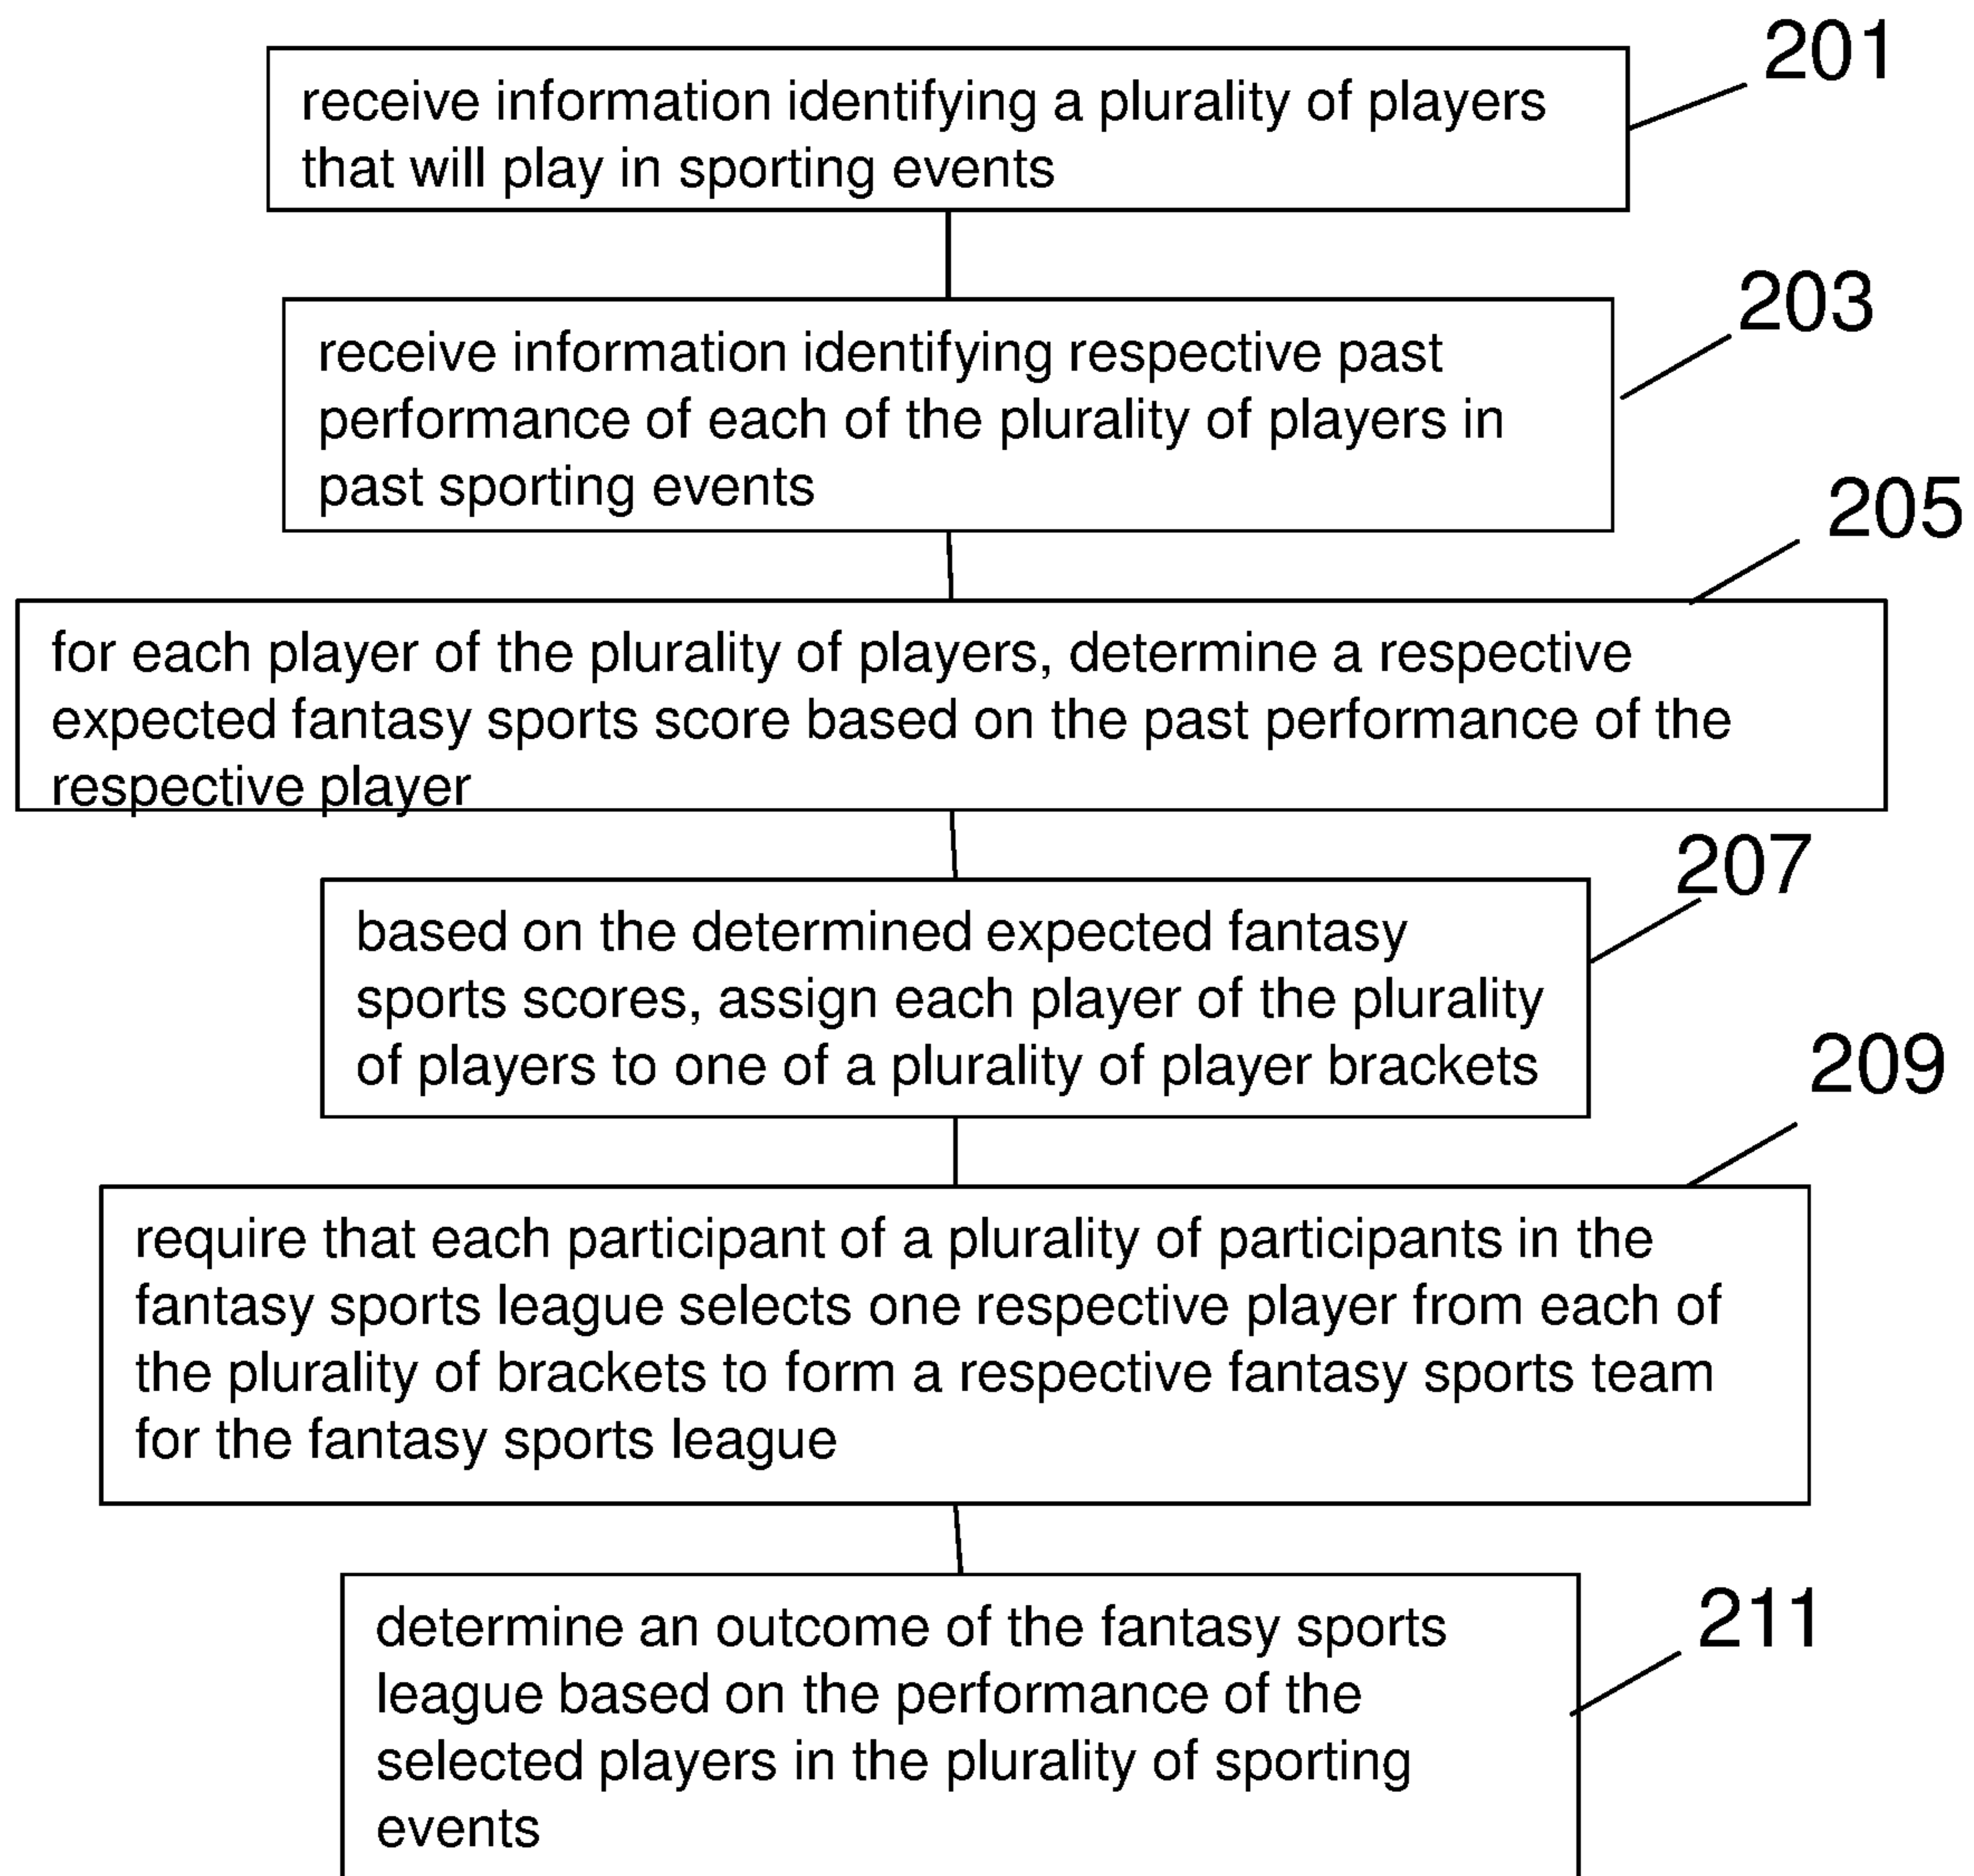 201
receive information identifying a plurality of players
that will play in sporting events
203
receive information identifying respective past
performance of each of the plurality of players in
past sporting events
205
for each player of the plurality of players, determine a respective
expected fantasy sports score based on the past performance of the
respective player
207
based on the determined expected fantasy
sports scores, assign each player of the plurality
of players to one of a plurality of player brackets
209
require that each participant of a plurality of participants in the
fantasy sports league selects one respective player from each of
the plurality of brackets to form a respective fantasy sports team
for the fantasy sports league
211
determine an outcome of the fantasy sports
league based on the performance of the
selected players in the plurality of sporting
events